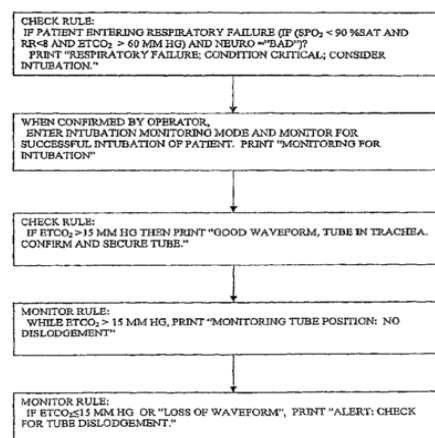 CHECK RULE:
IF PATIENT ENTERING RESPIRATORY FAILURE (IF (SPO₂ < 90 %SAT AND
RR<8 AND ETCO₂ > 60 MM HG) AND NEURO ="BAD")?
PRINT "RESPIRATORY FAILURE; CONDITION CRITICAL; CONSIDER
INTUBATION."
WHEN CONFIRMED BY OPERATOR,
ENTER INTUBATION MONITORING MODE AND MONITOR FOR
SUCCESSFUL INTUBATION OF PATIENT. PRINT "MONITORING FOR
INTUBATION"
CHECK RULE:
IF ETCO₂ >15 MM HG THEN PRINT "GOOD WAVEFORM, TUBE IN TRACHEA.
CONFIRM AND SECURE TUBE."
MONITOR RULE:
WHILE ETCO₂ > 15 MM HG, PRINT "MONITORING TUBE POSITION: NO
DISLODGEMENT"
MONITOR RULE:
IF ETCO₂≤15 MM HG OR "LOSS OF WAVEFORM", PRINT "ALERT: CHECK
FOR TUBE DISLODGEMENT."